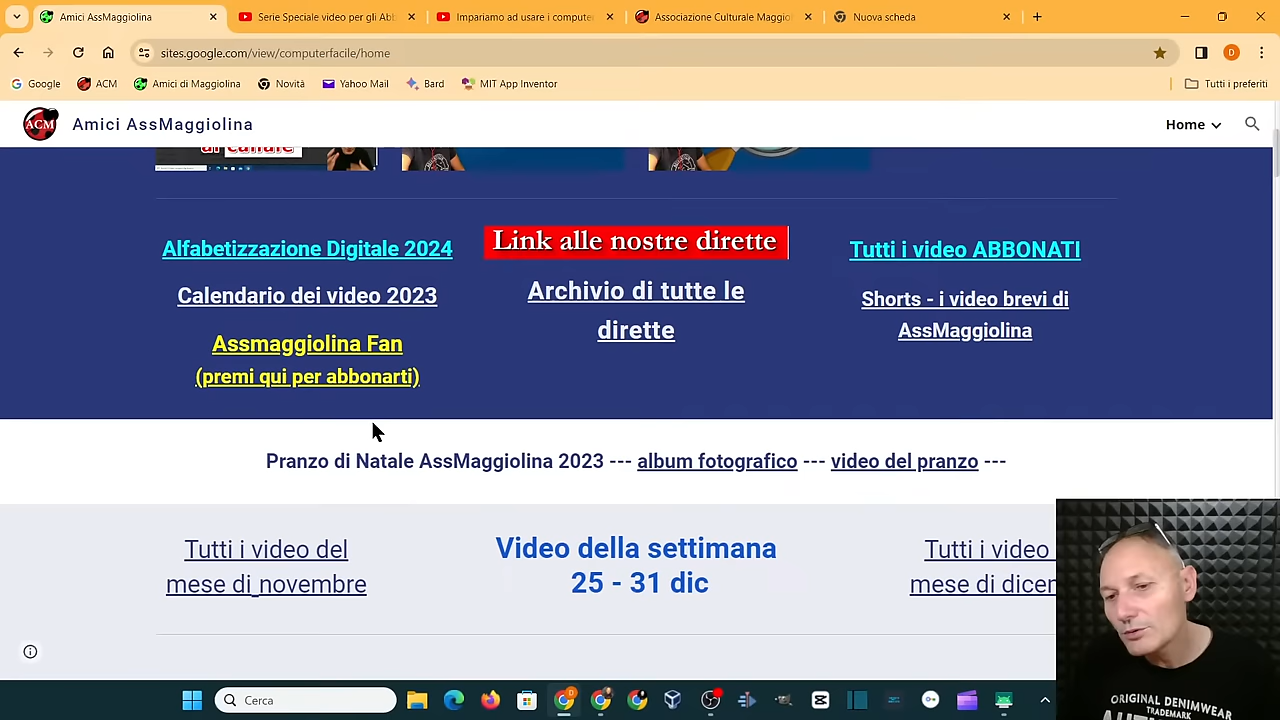 Amici AssMaggiolina
Serie Speciale video per gli Abb
Impariamo ad usare i compute
Associazione Culturale Maggio
Nuova scheda
sites.google.com/view/computerfacile/home
D
Google
ACM
Amici di Maggiolina
Novità
Yahoo Mail
Bard
MIT App Inventor
Tutti i preferiti
ACM
Amici AssMaggiolina
Home
al canale
Alfabetizzazione Digitale 2024
Calendario dei video 2023
Assmaggiolina Fan
(premi qui per abbonarti)
Link alle nostre dirette
Archivio di tutte le
dirette
Tutti i video ABBONATI
Shorts - i video brevi di
AssMaggiolina
Pranzo di Natale AssMaggiolina 2023 --- album fotografico --- video del pranzo ---
Tutti i video del
mese di novembre
Video della settimana
25 - 31 dic
Tutti i video
mese di dicen
ORIGINAL DENIMWEAR
TRADEMARK
Cerca